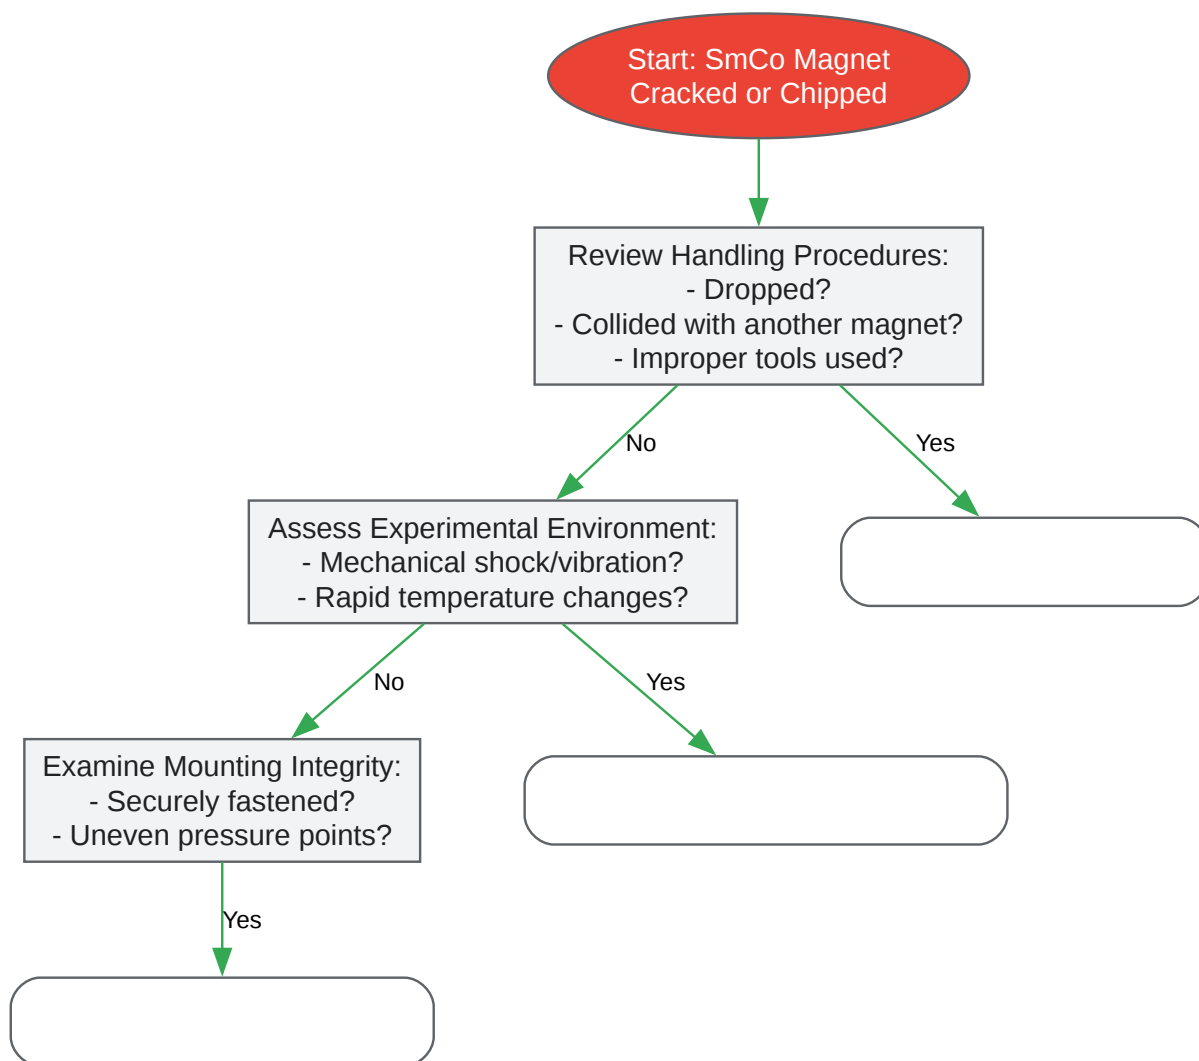 Start: SmCo Magnet
Cracked or Chipped
Review Handling Procedures:
- Dropped?
- Collided with another magnet?
- Improper tools used?
No
Yes
Assess Experimental Environment:
- Mechanical shock/vibration?
- Rapid temperature changes?
No
Yes
Examine Mounting Integrity:
- Securely fastened?
- Uneven pressure points?
Yes